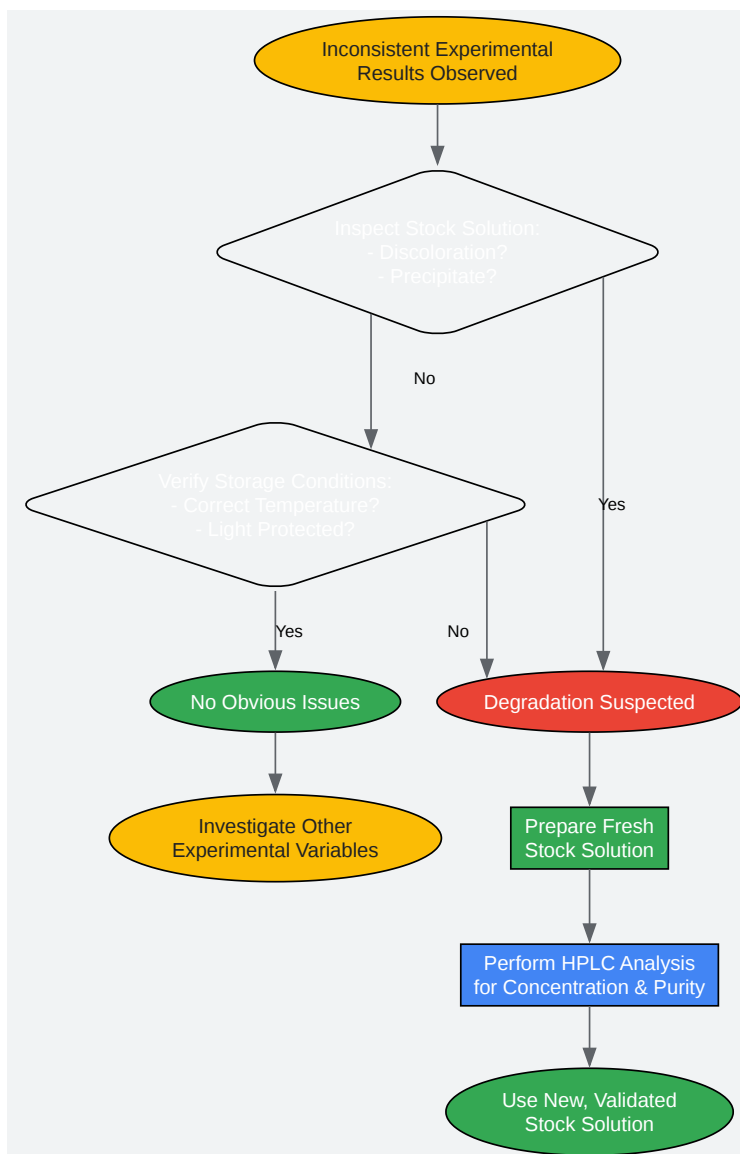 Inconsistent Experimental
Results Observed
Inspect Stock Solution:
- Discoloration?
- Precipitate?
No
Verify Storage Conditions:
- Correct Temperature?
- Light Protected?
Yes
Yes
No
No Obvious Issues
Degradation Suspected
Investigate Other
Experimental Variables
Prepare Fresh
Stock Solution
Perform HPLC Analysis
for Concentration & Purity
Use New, Validated
Stock Solution